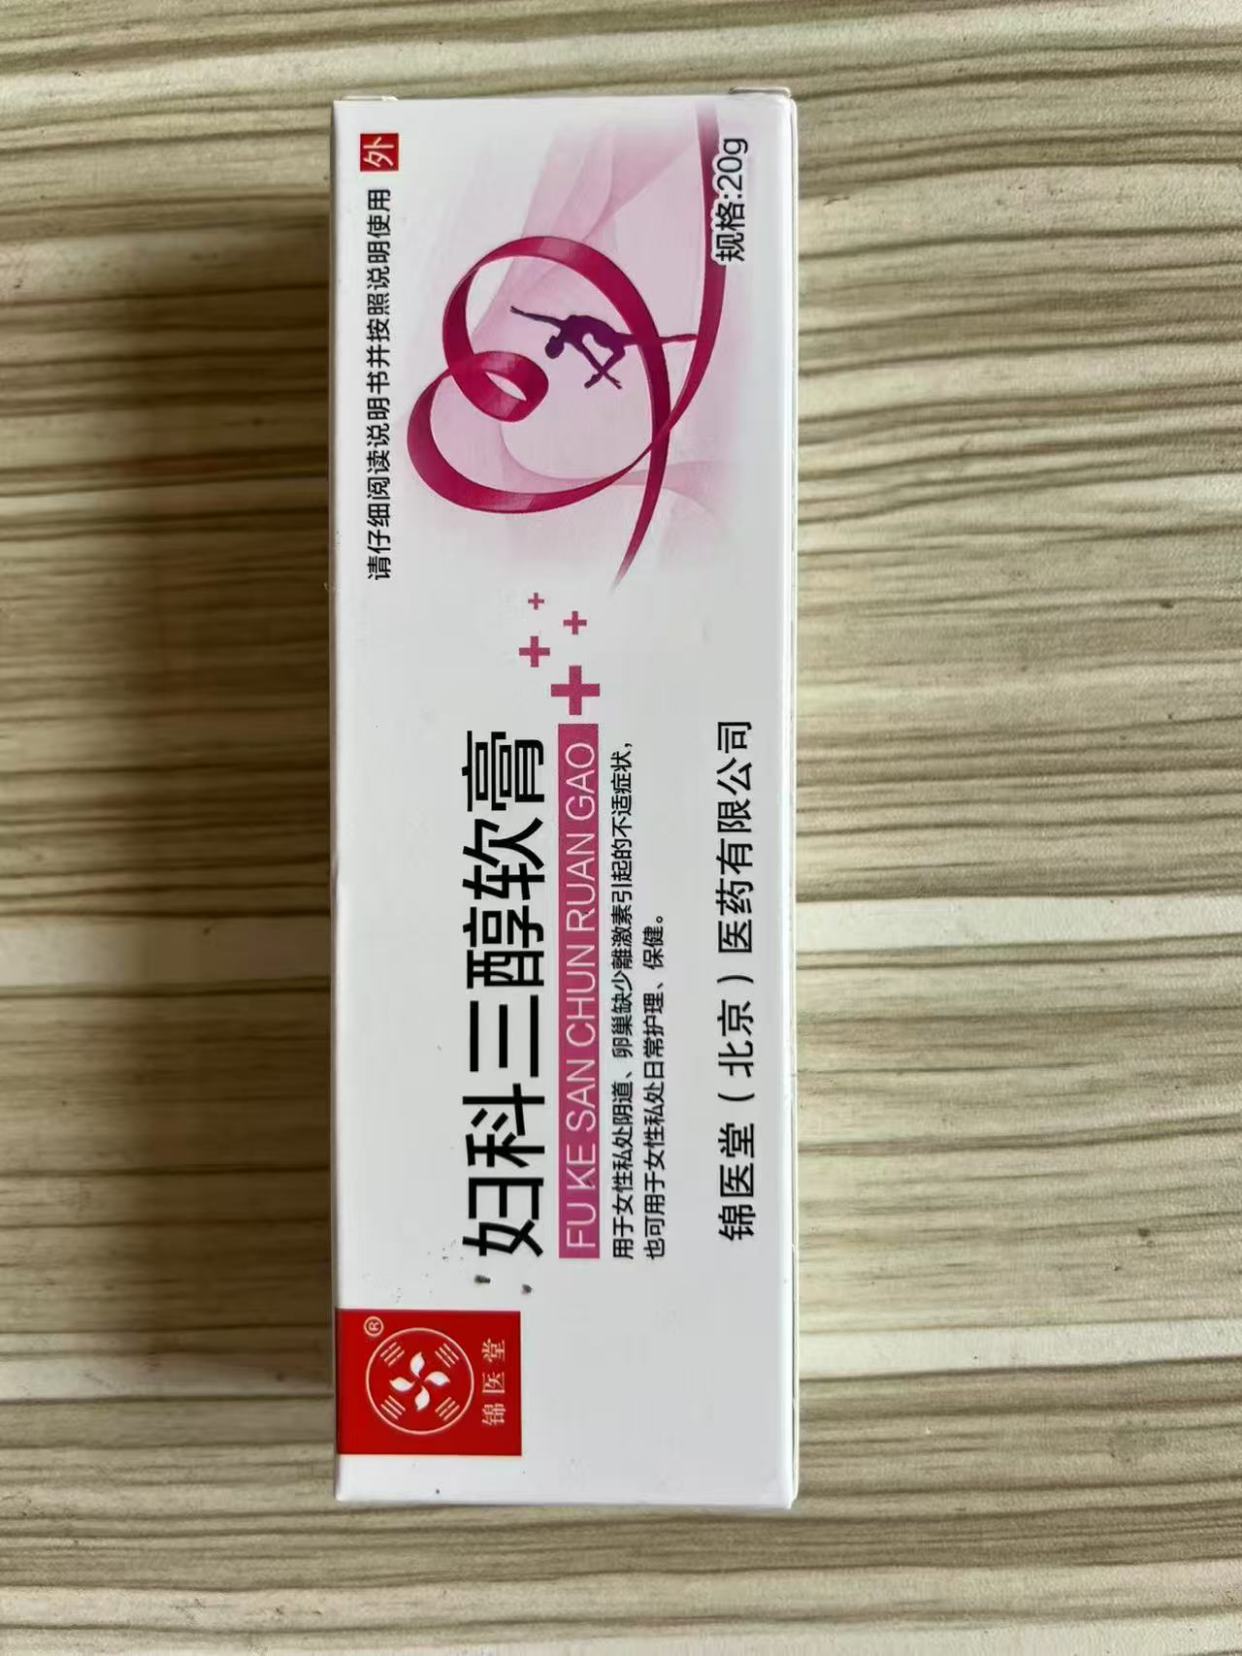 ®
锦医堂
请仔细阅读说明书并按照说明使用
外
妇科三醇软膏
FU KE SAN CHUN RUAN GAO
用于女性私处阴道、卵巢缺少離激素引起的不适症状，
也可用于女性私处日常护理、保健。
锦医堂（北京）医药有限公司
规格:20g